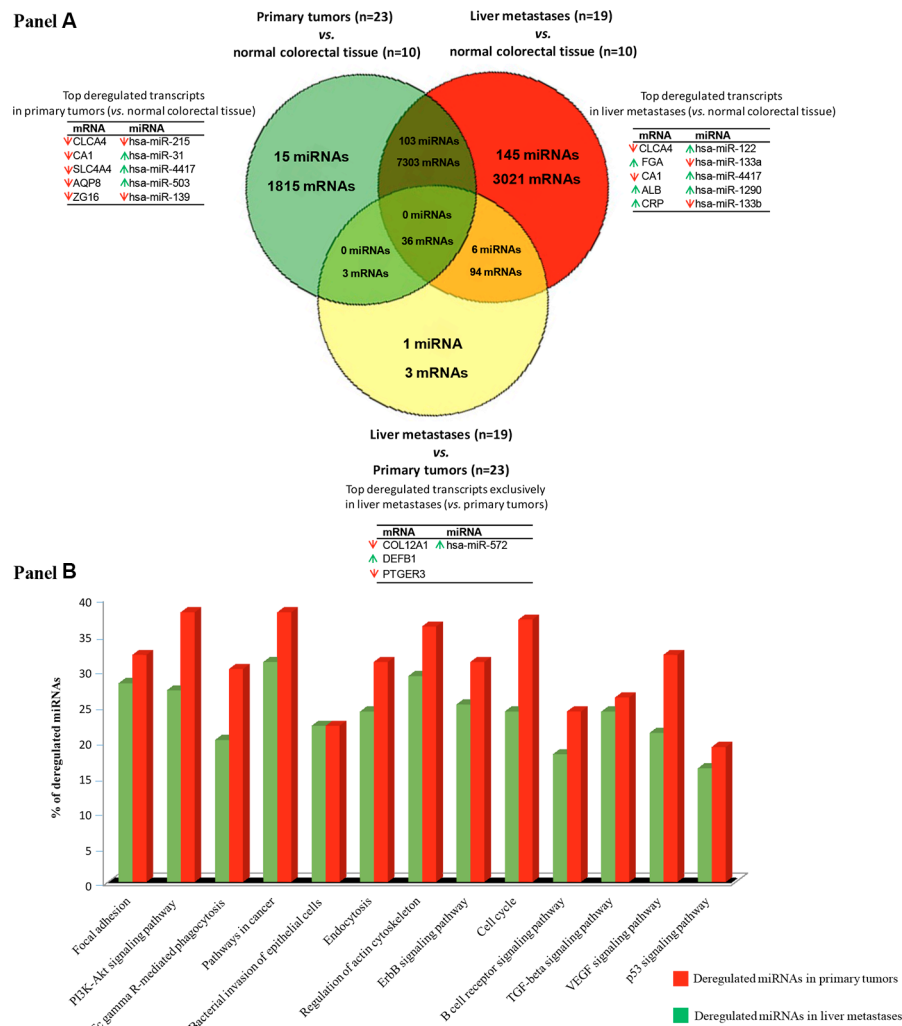 Panel A
Primary tumors (n=23)
vs.
normal colorectal tissue (n=10)
Liver metastases (n=19)
vs.
normal colorectal tissue (n=10)
Top deregulated transcripts
in primary tumors (vs. normal colorectal tissue)
mRNA miRNA
CLCA4 hsa-miR-215
CA1 hsa-miR-31
SLC4A4 hsa-miR-4417
AQP8 hsa-miR-503
ZG16 hsa-miR-139
Top deregulated transcripts
in liver metastases (vs. normal colorectal tissue)
mRNA miRNA
CLCA4 hsa-miR-122
FGA hsa-miR-133a
CA1 hsa-miR-4417
ALB hsa-miR-1290
CRP hsa-miR-133b
15 miRNAs
1815 mRNAs
103 miRNAs
7303 mRNAs
145 miRNAs
3021 mRNAs
0 miRNAs
36 mRNAs
0 miRNAs
3 mRNAs
6 miRNAs
94 mRNAs
1 miRNA
3 mRNAs
Liver metastases (n=19)
vs.
Primary tumors (n=23)
Top deregulated transcripts exclusively
in liver metastases (vs. primary tumors)
mRNA miRNA
COL12A1 hsa-miR-572
DEFB1
PTGER3
Panel B
% of deregulated miRNAs
40
35
30
25
20
15
10
5
0
Focal adhesion
PI3K-Akt signaling pathway
gamma R-mediated phagocytosis
Pathways in cancer
Bacterial invasion of epithelial cells
Endocytosis
Regulation of actin cytoskeleton
ErbB signaling pathway
Cell cycle
B cell receptor signaling pathway
TGF-beta signaling pathway
VEGF signaling pathway
p53 signaling pathway
Deregulated miRNAs in primary tumors
Deregulated miRNAs in liver metastases